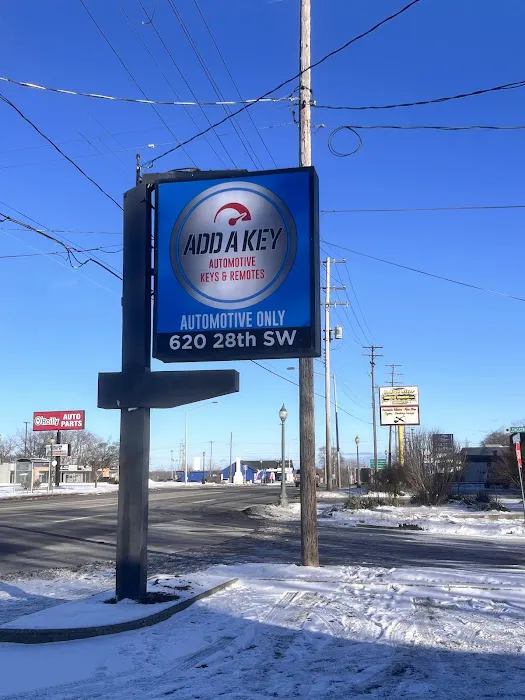 ADD A KEY
AUTOMOTIVE
KEYS & REMOTES
AUTOMOTIVE ONLY
620 28th SW
O'Reilly AUTO
PARTS